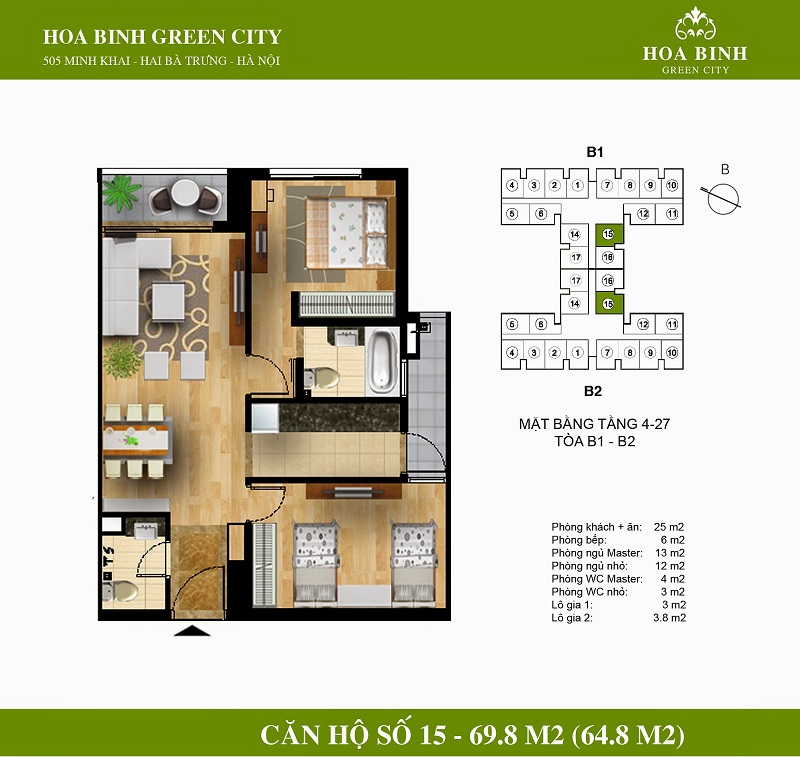 HOA BINH GREEN CITY
505 MINH KHAI - HAI BÀ TRƯNG - HÀ NỘI
HOA BINH
GREEN CITY
B1
B
4 3 2 1 7 8 9 10
5 6 12 11
14 15
17 16
17 16
14 15
5 6 12 11
4 3 2 1 7 8 9 10
B2
MẶT BẰNG TẦNG 4-27
TÒA B1 - B2
Phòng khách + ăn: 25 m2
Phòng bếp: 6 m2
Phòng ngủ Master: 13 m2
Phòng ngủ nhỏ: 12 m2
Phòng WC Master: 4 m2
Phòng WC nhỏ: 3 m2
Lô gia 1: 3 m2
Lô gia 2: 3.8 m2
CĂN HỘ SỐ 15 - 69.8 M2 (64.8 M2)